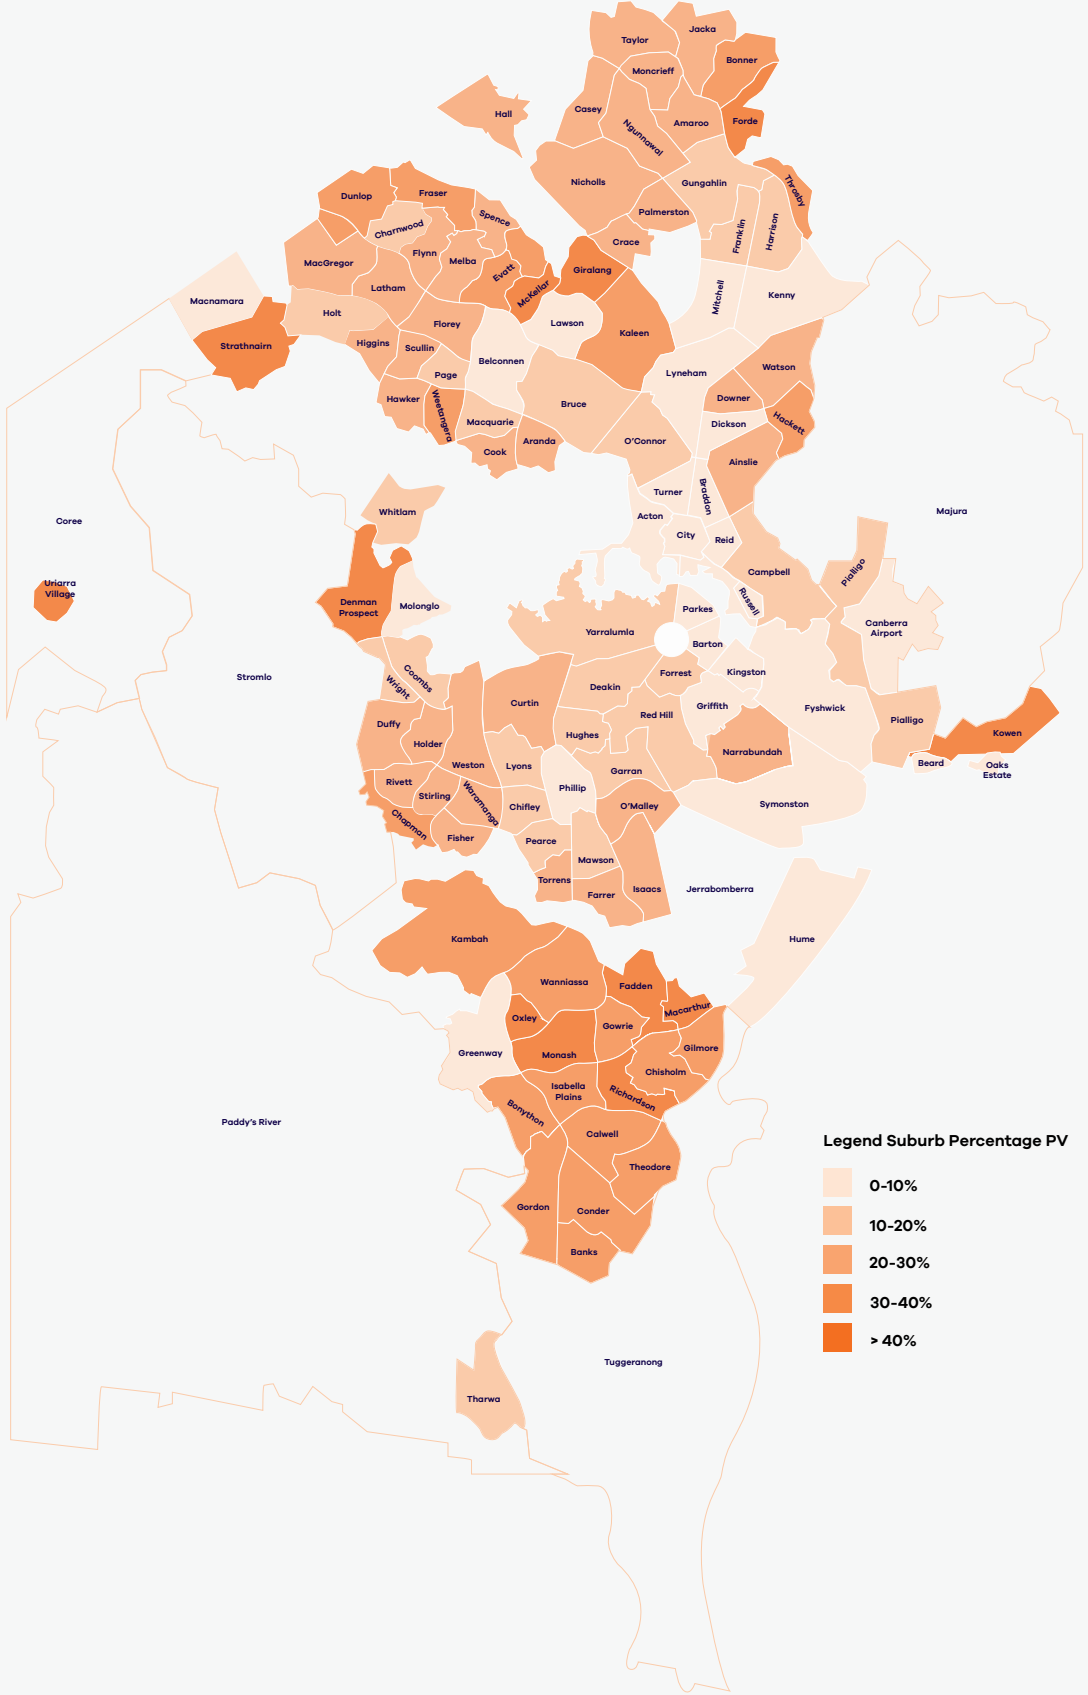 Jacka
Taylor
Bonner
Moncrieff
Casey
Hall
Forde
Amaroo
Ngunnawal
Nicholls
Gungahlin
Throsby
Fraser
Dunlop
Palmerston
Spence
Charnwood
Franklin
Harrison
Crace
Flynn
Melba
MacGregor
Evatt
Giralang
Latham
McKellar
Mitchell
Kenny
Macnamara
Holt
Florey
Lawson
Kaleen
Higgins
Strathnairn
Scullin
Belconnen
Watson
Page
Lyneham
Hawker
Downer
Bruce
Weetangera
Macquarie
Dickson
Hackett
Aranda
O'Connor
Cook
Ainslie
Turner
Braddon
Whitlam
Acton
Majura
Coree
City
Reid
Campbell
Pialligo
Uriarra
Village
Denman
Prospect
Molonglo
Russell
Parkes
Canberra
Airport
Yarralumla
Barton
Stromlo
Coombs
Wright
Forrest
Kingston
Deakin
Curtin
Griffith
Fyshwick
Red Hill
Pialligo
Duffy
Hughes
Kowen
Holder
Narrabundah
Weston
Lyons
Garran
Beard
Oaks
Estate
Rivett
Stirling
Waramanga
Phillip
Chifley
O'Malley
Symonston
Chapman
Fisher
Pearce
Mawson
Torrens
Farrer
Isaacs
Jerrabomberra
Kambah
Hume
Wanniassa
Fadden
Macarthur
Oxley
Gowrie
Greenway
Monash
Gilmore
Chisholm
Isabella
Plains
Richardson
Bonython
Paddy's River
Calwell
Theodore
Gordon
Conder
Banks
Legend Suburb Percentage PV
0-10%
10-20%
20-30%
30-40%
> 40%
Tuggeranong
Tharwa